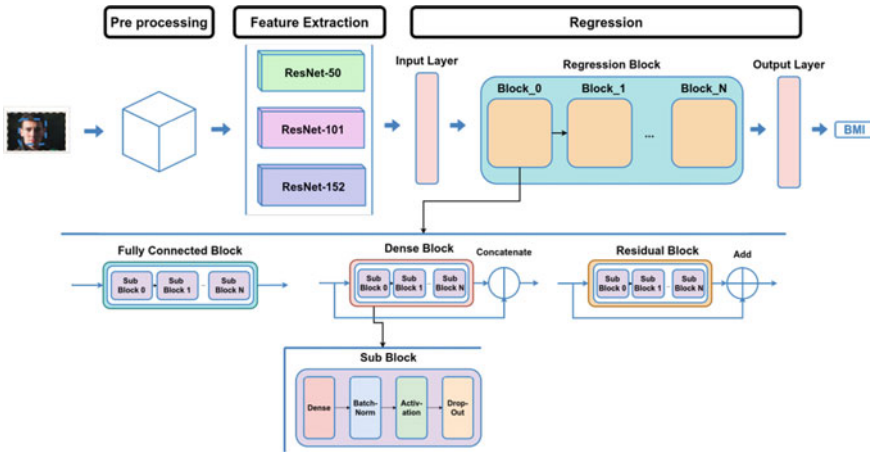 Pre processing
Feature Extraction
Regression
ResNet-50
ResNet-101
ResNet-152
Input Layer
Regression Block
Block_0
Block_1
Block_N
...
Output Layer
BMI
Fully Connected Block
Sub
Block 0
Sub
Block 1
...
Sub
Block N
Dense Block
Sub
Block 0
Sub
Block 1
...
Sub
Block N
Concatenate
Residual Block
Sub
Block 0
Sub
Block 1
...
Sub
Block N
Add
Sub Block
Dense
Batch-
Norm
Activ-
ation
Drop-
Out